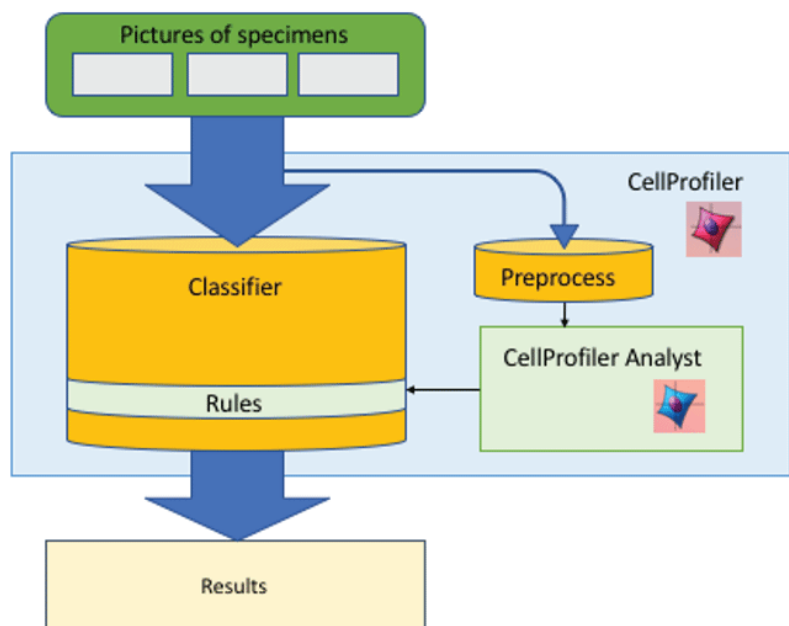 Pictures of specimens
CellProfiler
Classifier
Preprocess
CellProfiler Analyst
Rules
Results